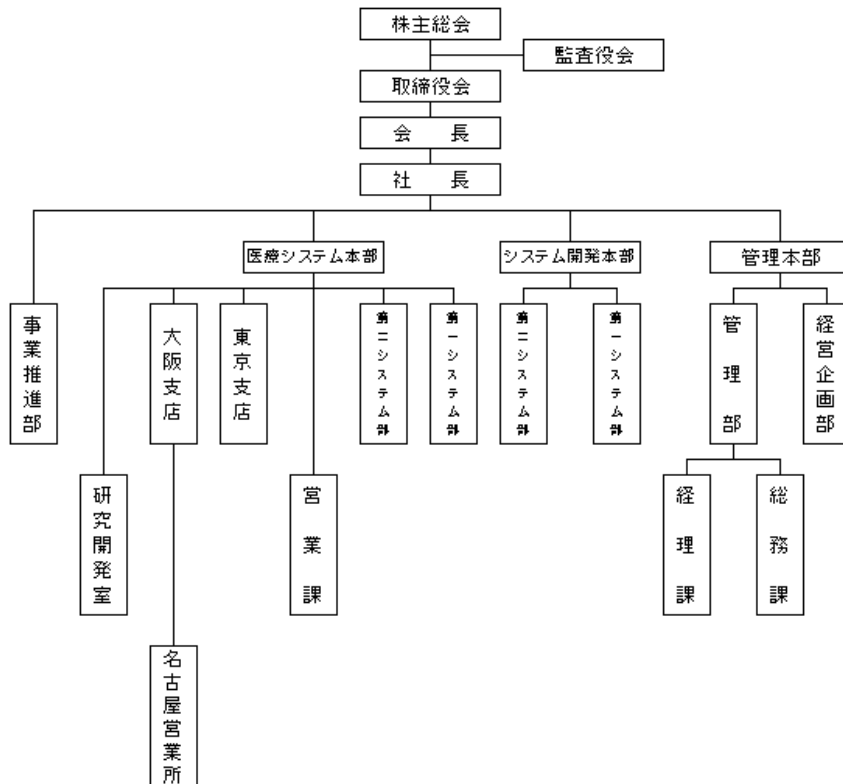 株主総会
監査役会
取締役会
会　長
社　長
医療システム本部
システム開発本部
管理本部
事業推進部
大阪支店
東京支店
第二システム部
第一システム部
第二システム部
第一システム部
管理部
経営企画部
研究開発室
営業課
経理課
総務課
名古屋営業所